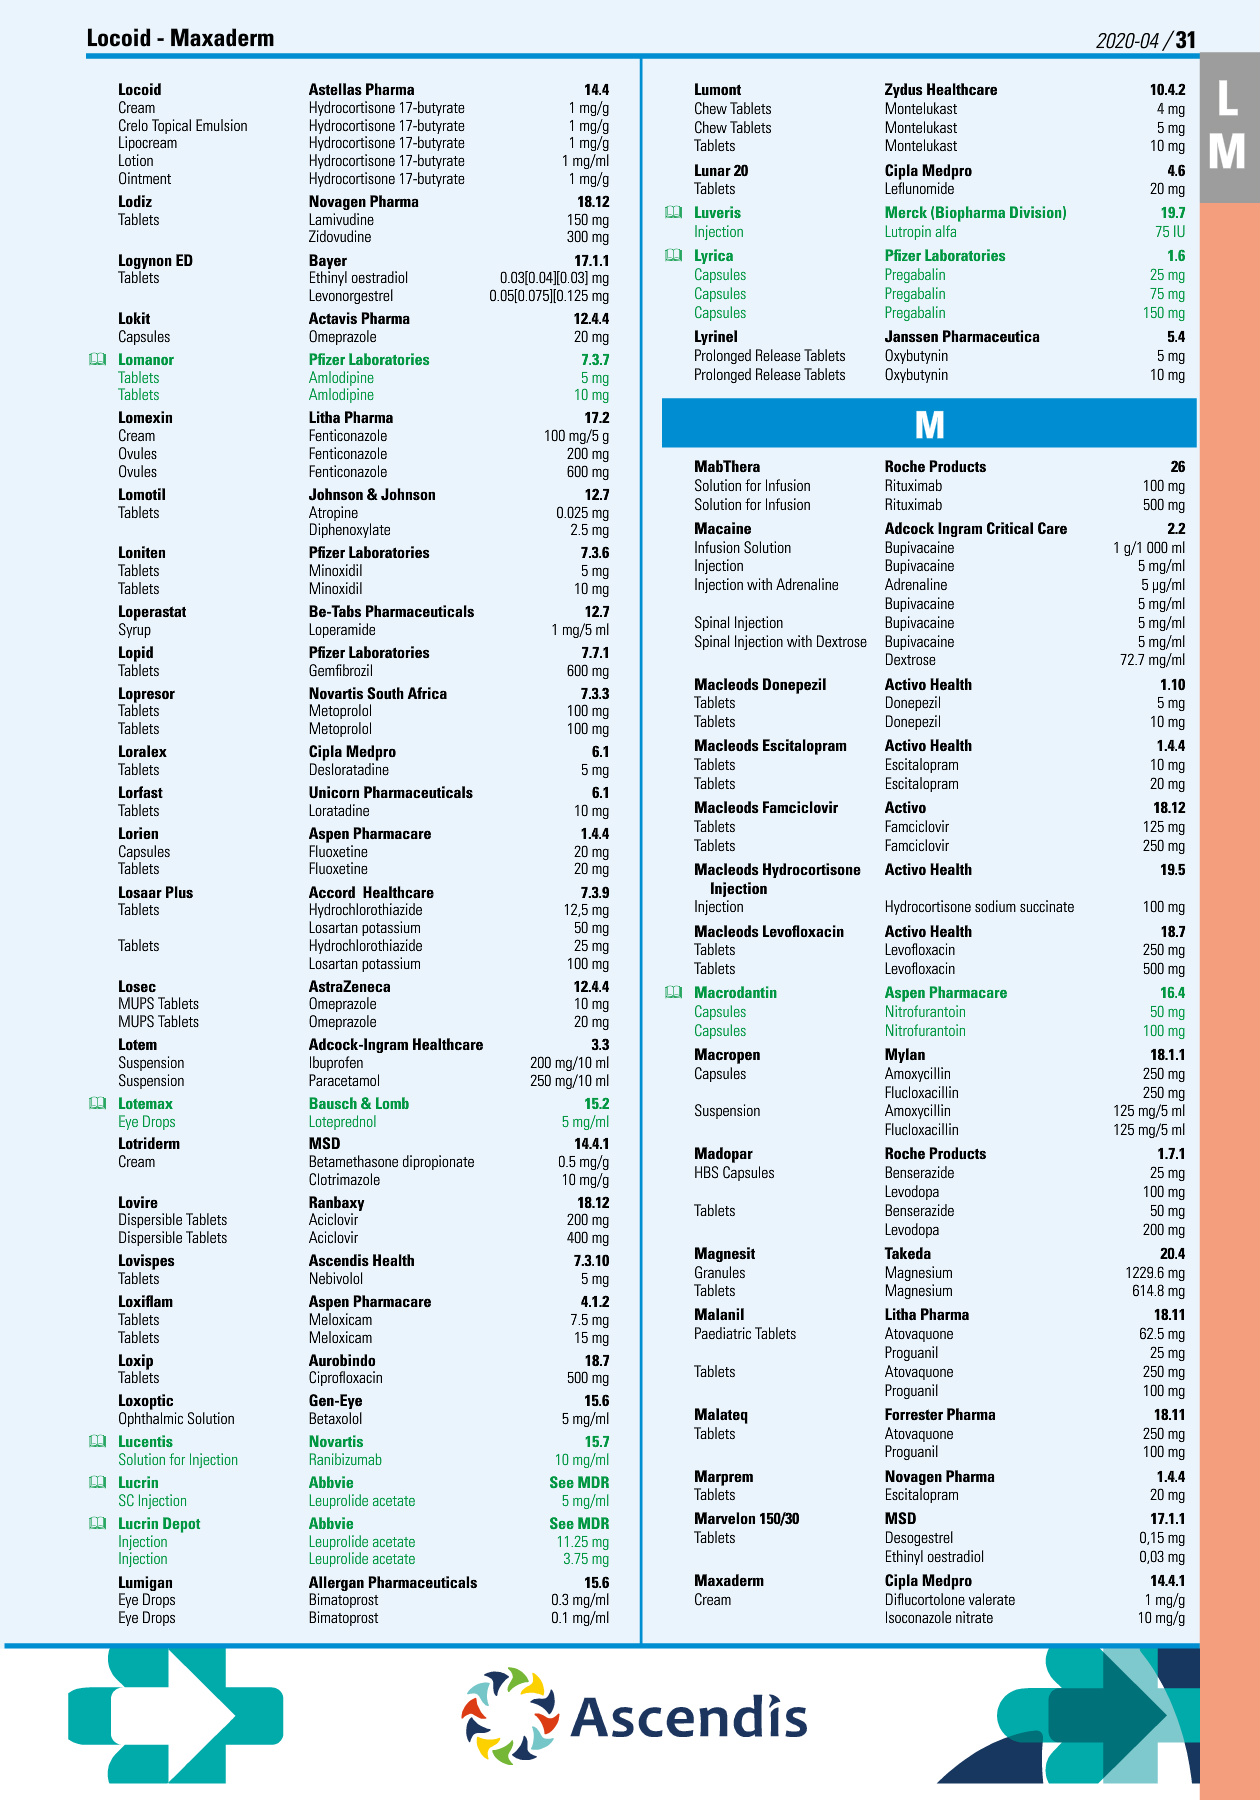 Locoid - Maxaderm
2020-04 / 31
L
M
Locoid Astellas Pharma 14.4
Cream Hydrocortisone 17-butyrate 1 mg/g
Crelo Topical Emulsion Hydrocortisone 17-butyrate 1 mg/g
Lipocream Hydrocortisone 17-butyrate 1 mg/g
Lotion Hydrocortisone 17-butyrate 1 mg/ml
Ointment Hydrocortisone 17-butyrate 1 mg/g
Lodiz Novagen Pharma 18.12
Tablets Lamivudine 150 mg
Zidovudine 300 mg
Logynon ED Bayer 17.1.1
Tablets Ethinyl oestradiol 0.03[0.04][0.03] mg
Levonorgestrel 0.05[0.075][0.125 mg
Lokit Actavis Pharma 12.4.4
Capsules Omeprazole 20 mg
Lomanor Pfizer Laboratories 7.3.7
Tablets Amlodipine 5 mg
Tablets Amlodipine 10 mg
Lomexin Litha Pharma 17.2
Cream Fenticonazole 100 mg/5 g
Ovules Fenticonazole 200 mg
Ovules Fenticonazole 600 mg
Lomotil Johnson & Johnson 12.7
Tablets Atropine 0.025 mg
Diphenoxylate 2.5 mg
Loniten Pfizer Laboratories 7.3.6
Tablets Minoxidil 5 mg
Tablets Minoxidil 10 mg
Loperastat Be-Tabs Pharmaceuticals 12.7
Syrup Loperamide 1 mg/5 ml
Lopid Pfizer Laboratories 7.7.1
Tablets Gemfibrozil 600 mg
Lopresor Novartis South Africa 7.3.3
Tablets Metoprolol 100 mg
Tablets Metoprolol 100 mg
Loralex Cipla Medpro 6.1
Tablets Desloratadine 5 mg
Lorfast Unicorn Pharmaceuticals 6.1
Tablets Loratadine 10 mg
Lorien Aspen Pharmacare 1.4.4
Capsules Fluoxetine 20 mg
Tablets Fluoxetine 20 mg
Losaar Plus Accord Healthcare 7.3.9
Tablets Hydrochlorothiazide 12,5 mg
Losartan potassium 50 mg
Tablets Hydrochlorothiazide 25 mg
Losartan potassium 100 mg
Losec AstraZeneca 12.4.4
MUPS Tablets Omeprazole 10 mg
MUPS Tablets Omeprazole 20 mg
Lotem Adcock-Ingram Healthcare 3.3
Suspension Ibuprofen 200 mg/10 ml
Suspension Paracetamol 250 mg/10 ml
Lotemax Bausch & Lomb 15.2
Eye Drops Loteprednol 5 mg/ml
Lotriderm MSD 14.4.1
Cream Betamethasone dipropionate 0.5 mg/g
Clotrimazole 10 mg/g
Lovire Ranbaxy 18.12
Dispersible Tablets Aciclovir 200 mg
Dispersible Tablets Aciclovir 400 mg
Lovispes Ascendis Health 7.3.10
Tablets Nebivolol 5 mg
Loxiflam Aspen Pharmacare 4.1.2
Tablets Meloxicam 7.5 mg
Tablets Meloxicam 15 mg
Loxip Aurobindo 18.7
Tablets Ciprofloxacin 500 mg
Loxoptic Gen-Eye 15.6
Ophthalmic Solution Betaxolol 5 mg/ml
Lucentis Novartis 15.7
Solution for Injection Ranibizumab 10 mg/ml
Lucrin Abbvie See MDR
SC Injection Leuprolide acetate 5 mg/ml
Lucrin Depot Abbvie See MDR
Injection Leuprolide acetate 11.25 mg
Injection Leuprolide acetate 3.75 mg
Lumigan Allergan Pharmaceuticals 15.6
Eye Drops Bimatoprost 0.3 mg/ml
Eye Drops Bimatoprost 0.1 mg/ml
Lumont Zydus Healthcare 10.4.2
Chew Tablets Montelukast 4 mg
Chew Tablets Montelukast 5 mg
Tablets Montelukast 10 mg
Lunar 20 Cipla Medpro 4.6
Tablets Leflunomide 20 mg
Luveris Merck (Biopharma Division) 19.7
Injection Lutropin alfa 75 IU
Lyrica Pfizer Laboratories 1.6
Capsules Pregabalin 25 mg
Capsules Pregabalin 75 mg
Capsules Pregabalin 150 mg
Lyrinel Janssen Pharmaceutica 5.4
Prolonged Release Tablets Oxybutynin 5 mg
Prolonged Release Tablets Oxybutynin 10 mg
M
MabThera Roche Products 26
Solution for Infusion Rituximab 100 mg
Solution for Infusion Rituximab 500 mg
Macaine Adcock Ingram Critical Care 2.2
Infusion Solution Bupivacaine 1 g/1 000 ml
Injection Bupivacaine 5 mg/ml
Injection with Adrenaline Adrenaline 5 µg/ml
Bupivacaine 5 mg/ml
Spinal Injection Bupivacaine 5 mg/ml
Spinal Injection with Dextrose Bupivacaine 5 mg/ml
Dextrose 72.7 mg/ml
Macleods Donepezil Activo Health 1.10
Tablets Donepezil 5 mg
Tablets Donepezil 10 mg
Macleods Escitalopram Activo Health 1.4.4
Tablets Escitalopram 10 mg
Tablets Escitalopram 20 mg
Macleods Famciclovir Activo 18.12
Tablets Famciclovir 125 mg
Tablets Famciclovir 250 mg
Macleods Hydrocortisone Activo Health 19.5
Injection
Injection Hydrocortisone sodium succinate 100 mg
Macleods Levofloxacin Activo Health 18.7
Tablets Levofloxacin 250 mg
Tablets Levofloxacin 500 mg
Macrodantin Aspen Pharmacare 16.4
Capsules Nitrofurantoin 50 mg
Capsules Nitrofurantoin 100 mg
Macropen Mylan 18.1.1
Capsules Amoxycillin 250 mg
Flucloxacillin 250 mg
Suspension Amoxycillin 125 mg/5 ml
Flucloxacillin 125 mg/5 ml
Madopar Roche Products 1.7.1
HBS Capsules Benserazide 25 mg
Levodopa 100 mg
Tablets Benserazide 50 mg
Levodopa 200 mg
Magnesit Takeda 20.4
Granules Magnesium 1229.6 mg
Tablets Magnesium 614.8 mg
Malanil Litha Pharma 18.11
Paediatric Tablets Atovaquone 62.5 mg
Proguanil 25 mg
Tablets Atovaquone 250 mg
Proguanil 100 mg
Malateq Forrester Pharma 18.11
Tablets Atovaquone 250 mg
Proguanil 100 mg
Marprem Novagen Pharma 1.4.4
Tablets Escitalopram 20 mg
Marvelon 150/30 MSD 17.1.1
Tablets Desogestrel 0,15 mg
Ethinyl oestradiol 0,03 mg
Maxaderm Cipla Medpro 14.4.1
Cream Diflucortolone valerate 1 mg/g
Isoconazole nitrate 10 mg/g
Ascendis